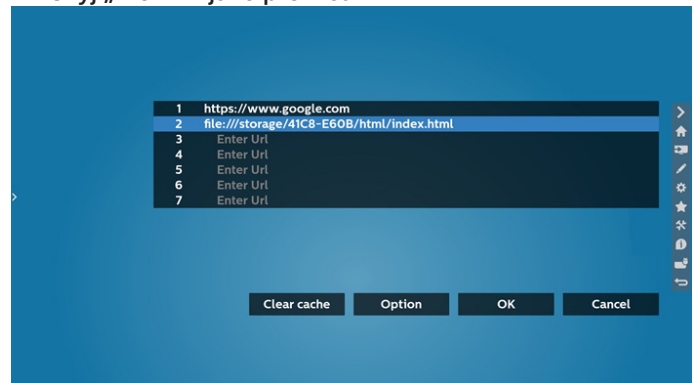 1 https://www.google.com
2 file:///storage/41C8-E60B/html/index.html
3 Enter Url
4 Enter Url
5 Enter Url
6 Enter Url
7 Enter Url
Clear cache Option OK Cancel